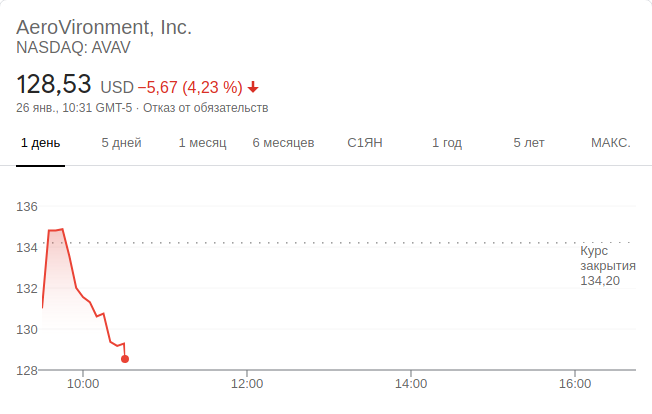 AeroVironment, Inc.
NASDAQ: AVAV
128,53 USD −5,67 (4,23 %)
26 янв., 10:31 GMT-5 · Отказ от обязательств
1 день 5 дней 1 месяц 6 месяцев С1ЯН 1 год 5 лет МАКС.
136
134
Курс
закрытия
134,20
132
130
128
10:00 12:00 14:00 16:00